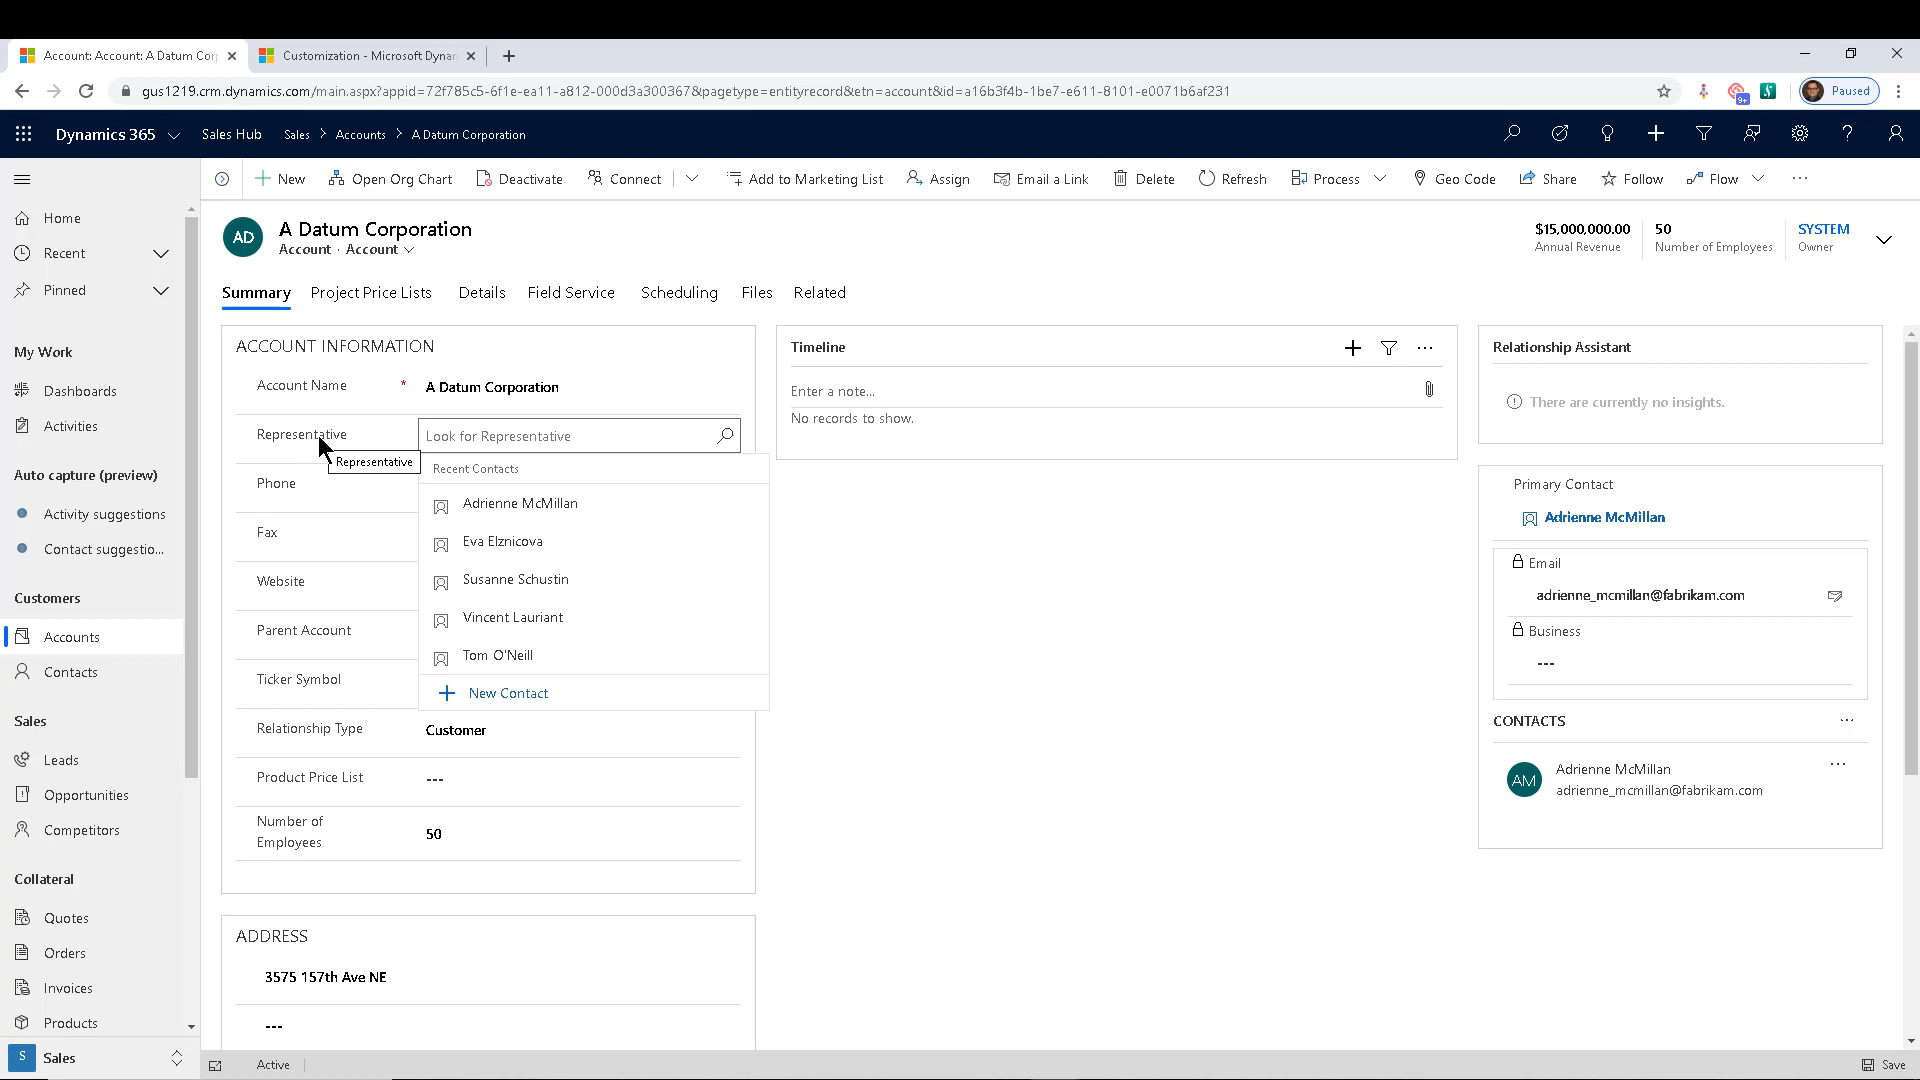 Account: Account: A Datum Cor
Customization - Microsoft Dynar
gus1219.crm.dynamics.com/main.aspx?appid=72f785c5-6f1e-ea11-a812-000d3a300367&pagetype=entityrecord&etn=account&id=a16b3f4b-1be7-e611-8101-e0071b6af231
9+
Paused
Dynamics 365
Sales Hub
Sales > Accounts > A Datum Corporation
New
Open Org Chart
Deactivate
Connect
Add to Marketing List
Assign
Email a Link
Delete
Refresh
Process
Geo Code
Share
Follow
Flow
Home
Recent
Pinned
My Work
Dashboards
Activities
Auto capture (preview)
Activity suggestions
Contact suggestio...
Customers
Accounts
Contacts
Sales
Leads
Opportunities
Competitors
Collateral
Quotes
Orders
Invoices
Products
S
Sales
AD
A Datum Corporation
Account · Account
$15,000,000.00
Annual Revenue
50
Number of Employees
SYSTEM
Owner
Summary
Project Price Lists
Details
Field Service
Scheduling
Files
Related
ACCOUNT INFORMATION
Account Name * A Datum Corporation
Representative
Look for Representative
Representative
Recent Contacts
Adrienne McMillan
Eva Elznicova
Susanne Schustin
Vincent Lauriant
Tom O'Neill
New Contact
Phone
Fax
Website
Parent Account
Ticker Symbol
Relationship Type Customer
Product Price List ---
Number of
Employees
50
ADDRESS
3575 157th Ave NE
---
Timeline
Enter a note...
No records to show.
Relationship Assistant
There are currently no insights.
Primary Contact
Adrienne McMillan
Email
adrienne_mcmillan@fabrikam.com
Business
---
CONTACTS
AM
Adrienne McMillan
adrienne_mcmillan@fabrikam.com
Active
Save